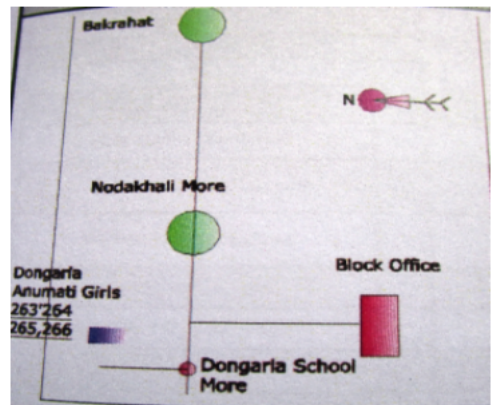 Bakrahat
N
Nodakhali More
Block Office
Dongaria
Anumati Girls
263'264
265,266
Dongaria School
More